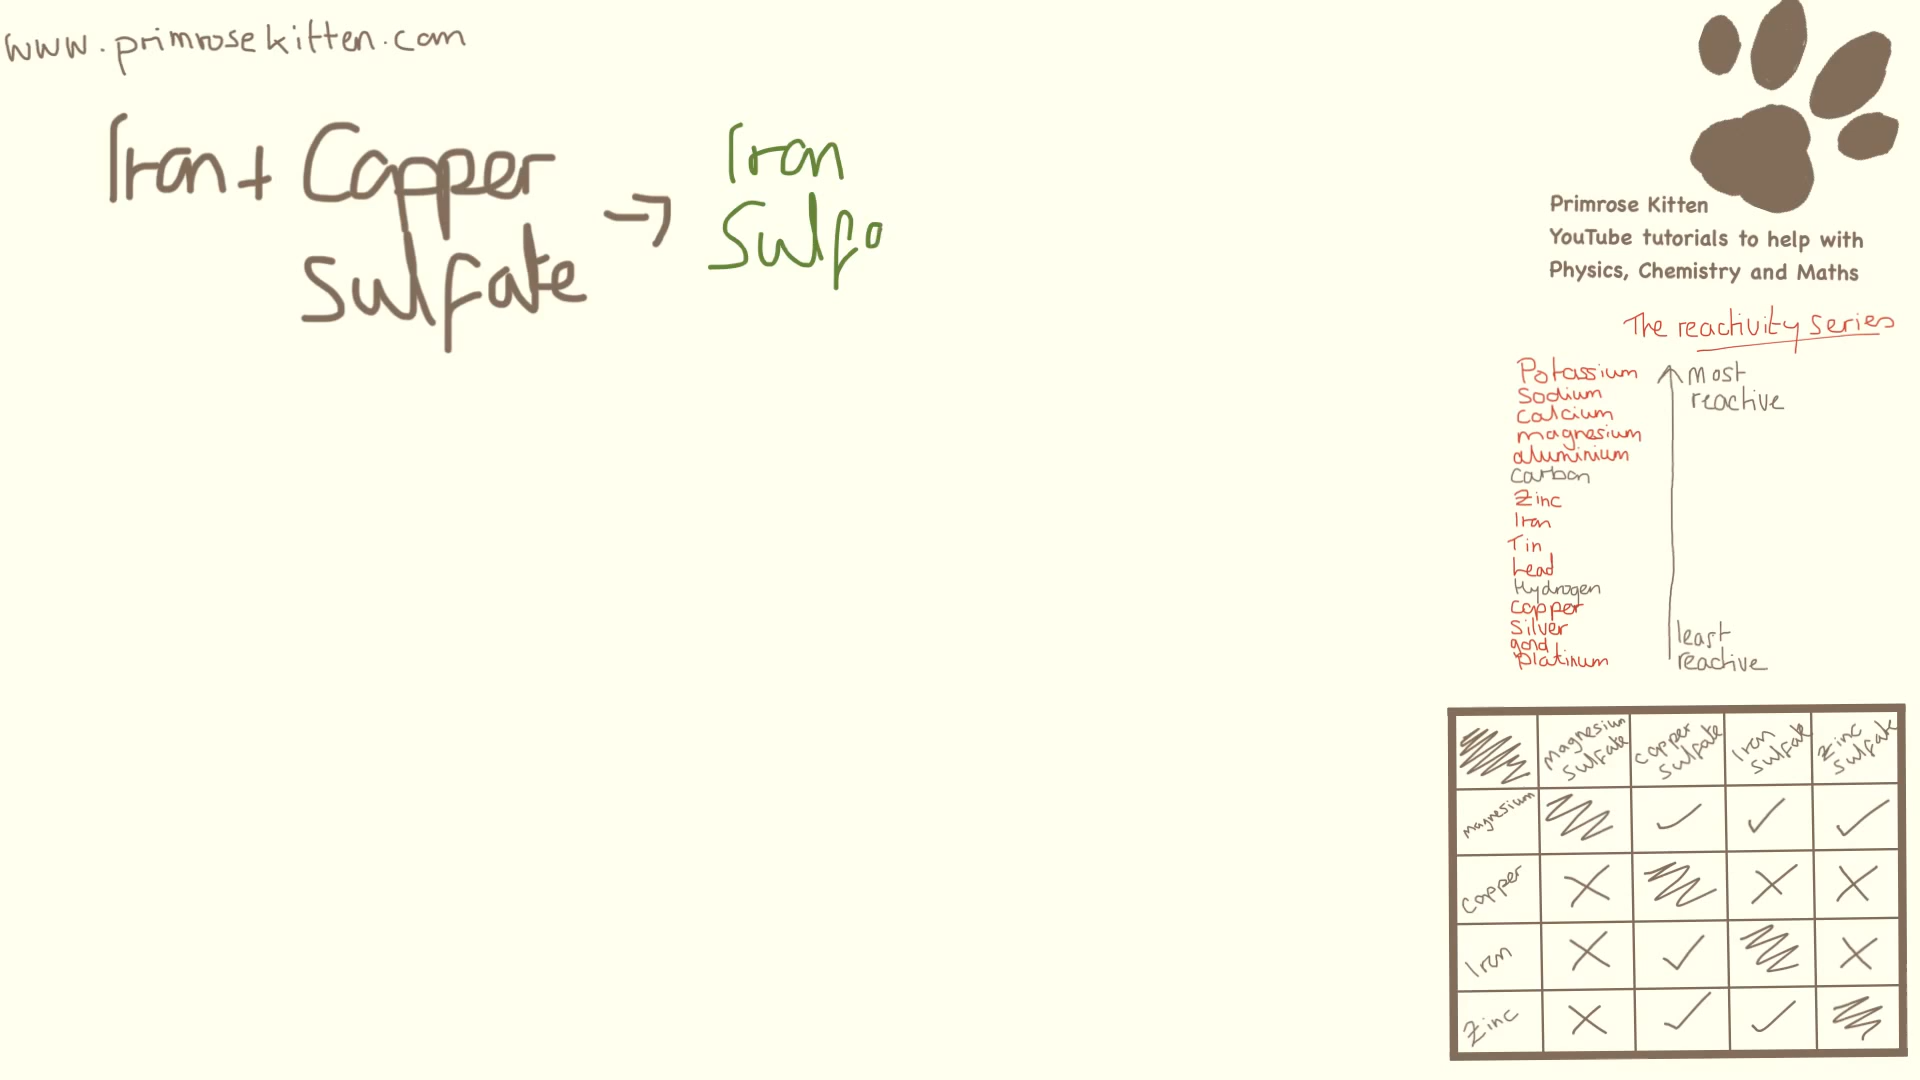 www.primrosekitten.com
Iron + Copper
sulfate
→ Iron
Sulfa
Primrose Kitten
YouTube tutorials to help with
Physics, Chemistry and Maths
The reactivity series
Potassium
Sodium
Calcium
magnesium
aluminium
Carbon
Zinc
Iron
Tin
Lead
Hydrogen
Copper
Silver
gold
platinum
most
reactive
least
reactive
Magnesium
sulfate
Copper
sulfate
Iron
sulfate
Zinc
sulfate
Magnesium
Copper
Iron
Zinc